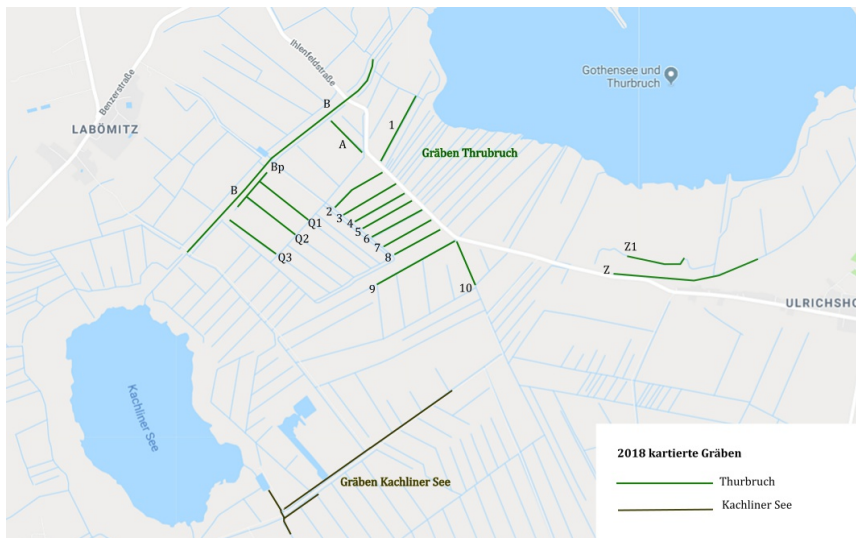 Ihlenfeldstraße
Benzerstraße
Gothensee und
Thurbruch
LABÖMITZ
B
1
A
Gräben Thrubruch
Bp
B
2
3
4
5
6
7
8
9
10
Q1
Q2
Q3
Z1
Z
ULRICHSHO
Kachliner See
Gräben Kachliner See
2018 kartierte Gräben
Thurbruch
Kachliner See